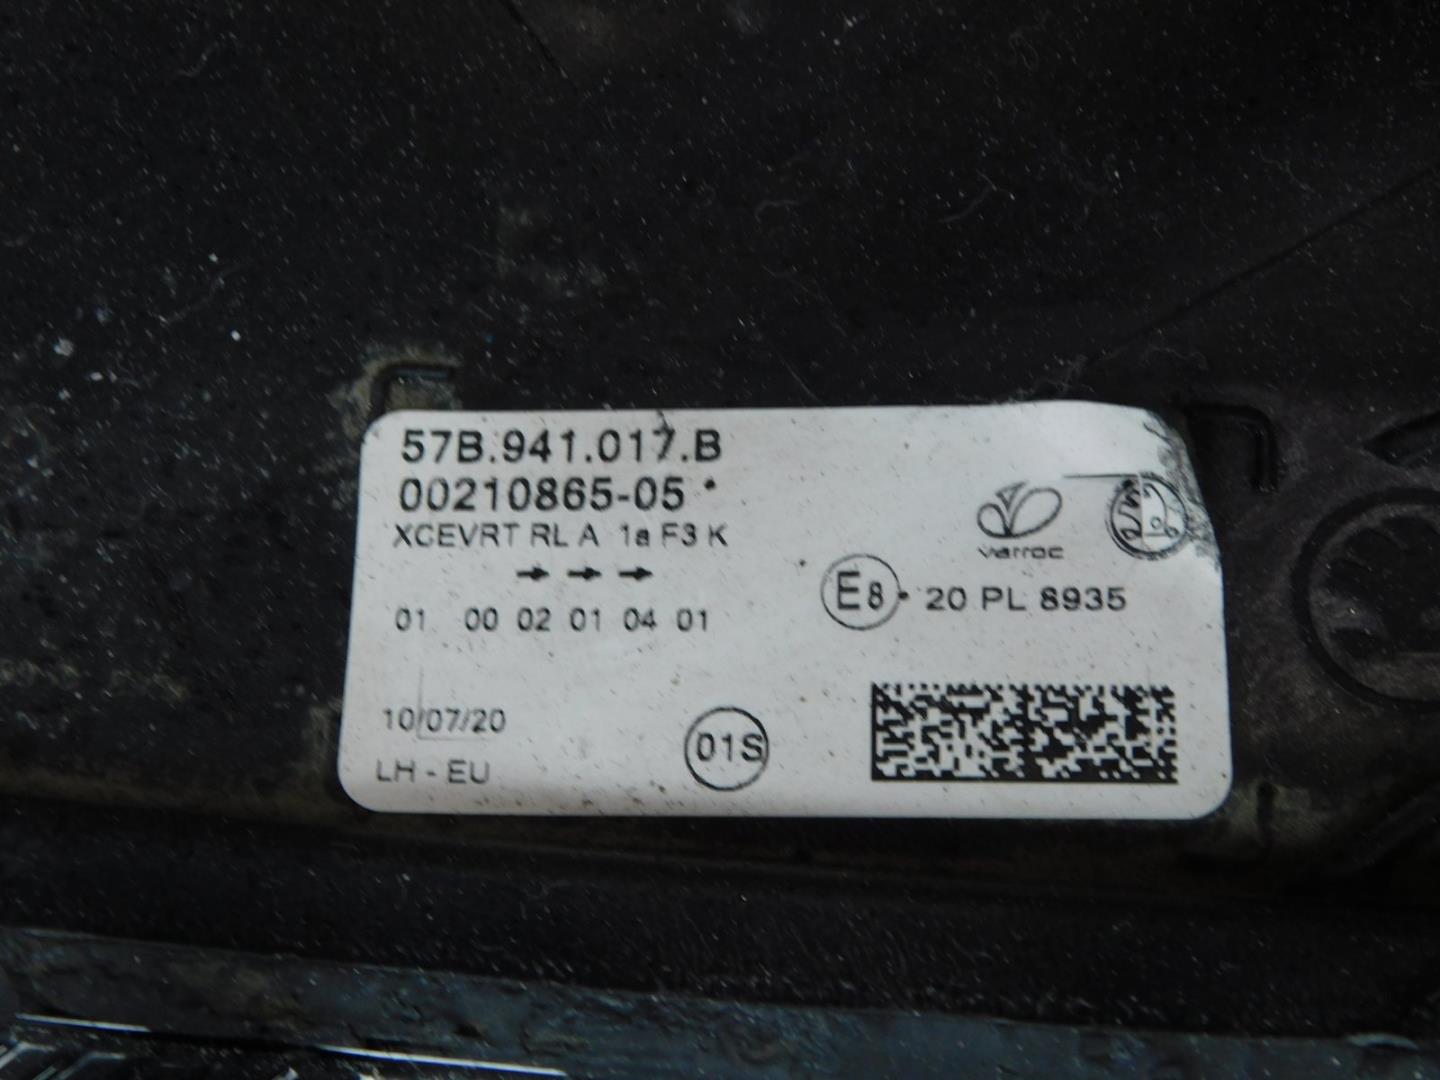 57B.941.017.B
00210865-05
XCEVRT RL A 1a F3 K
→ → →
01 00 02 01 04 01
varroc
E8 20 PL 8935
10/07/20
LH - EU
01S